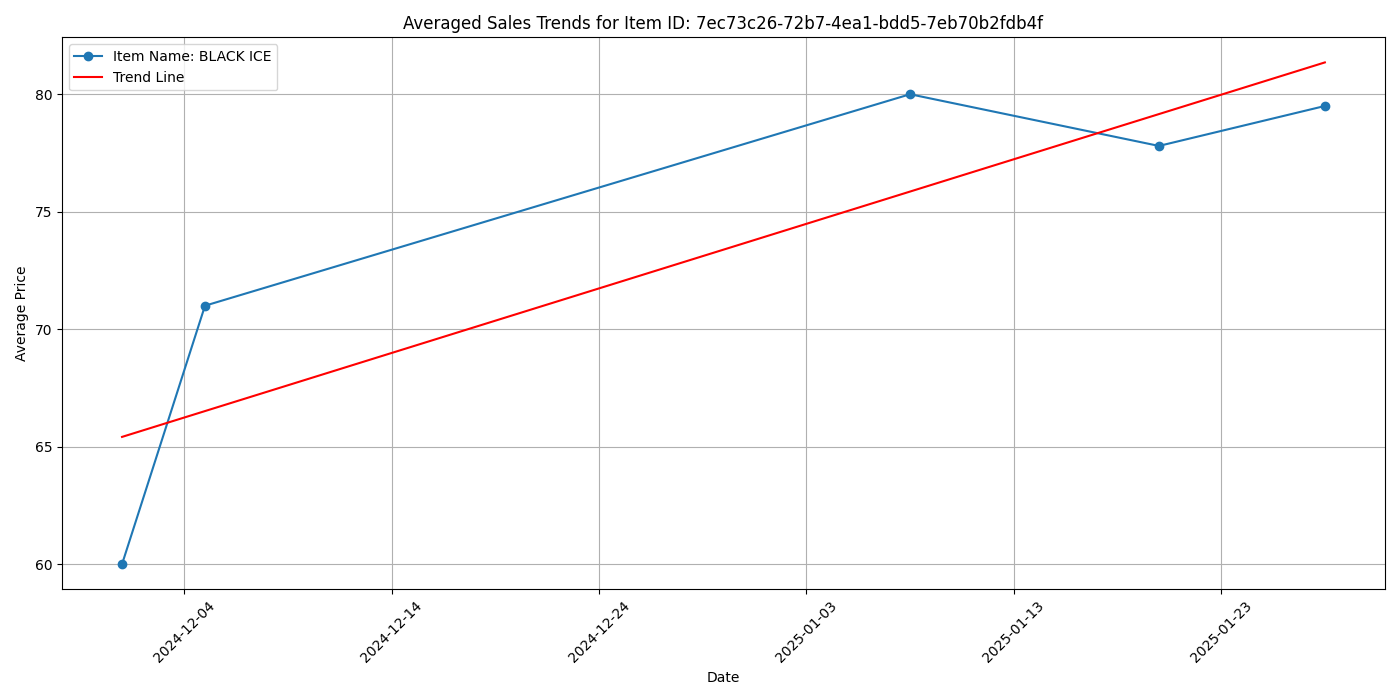 Averaged Sales Trends for Item ID: 7ec73c26-72b7-4ea1-bdd5-7eb70b2fdb4f
Item Name: BLACK ICE
Trend Line
Average Price
80
75
70
65
60
2024-12-04
2024-12-14
2024-12-24
2025-01-03
2025-01-13
2025-01-23
Date